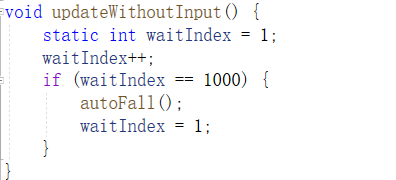 void updateWithoutInput() {
    static int waitIndex = 1;
    waitIndex++;
    if (waitIndex == 1000) {
        autoFall();
        waitIndex = 1;
    }
}